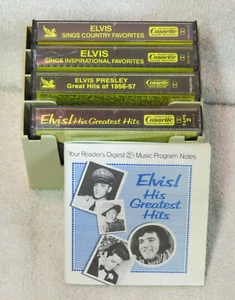 ELVIS
SINGS COUNTRY FAVORITES
Cassette
ELVIS
SINGS INSPIRATIONAL FAVORITES
Cassette
ELVIS PRESLEY
Great Hits of 1956-57
Cassette
Elvis! His Greatest Hits
Cassette
Your Reader's Digest Music Program Notes
Elvis!
His
Greatest
Hits